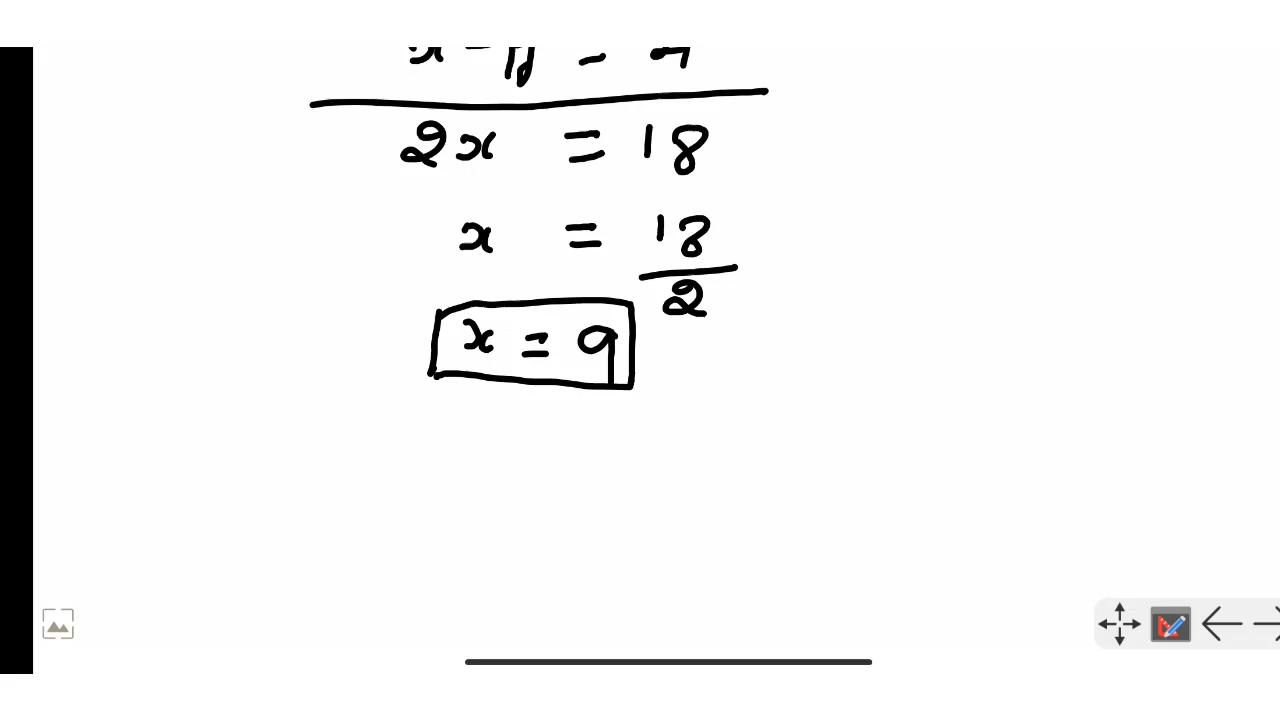 2x = 18
x = 18/2
x = 9